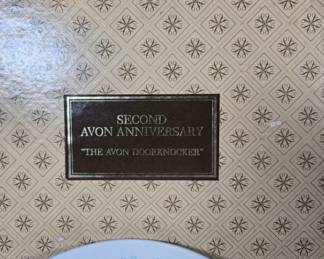 SECOND
AVON ANNIVERSARY
"THE AVON DOORKNOCKER"